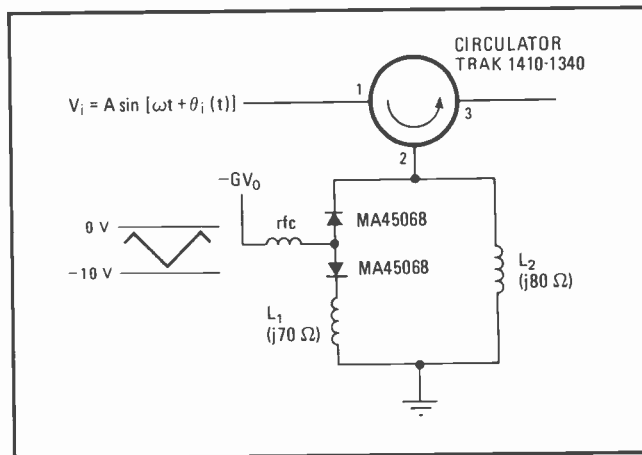 CIRCULATOR
TRAK 1410-1340
V_i = A sin [ωt + θ_i (t)]
1
3
2
−GV_0
rfc
MA45068
0 V
−10 V
MA45068
L_1
(j70 Ω)
L_2
(j80 Ω)